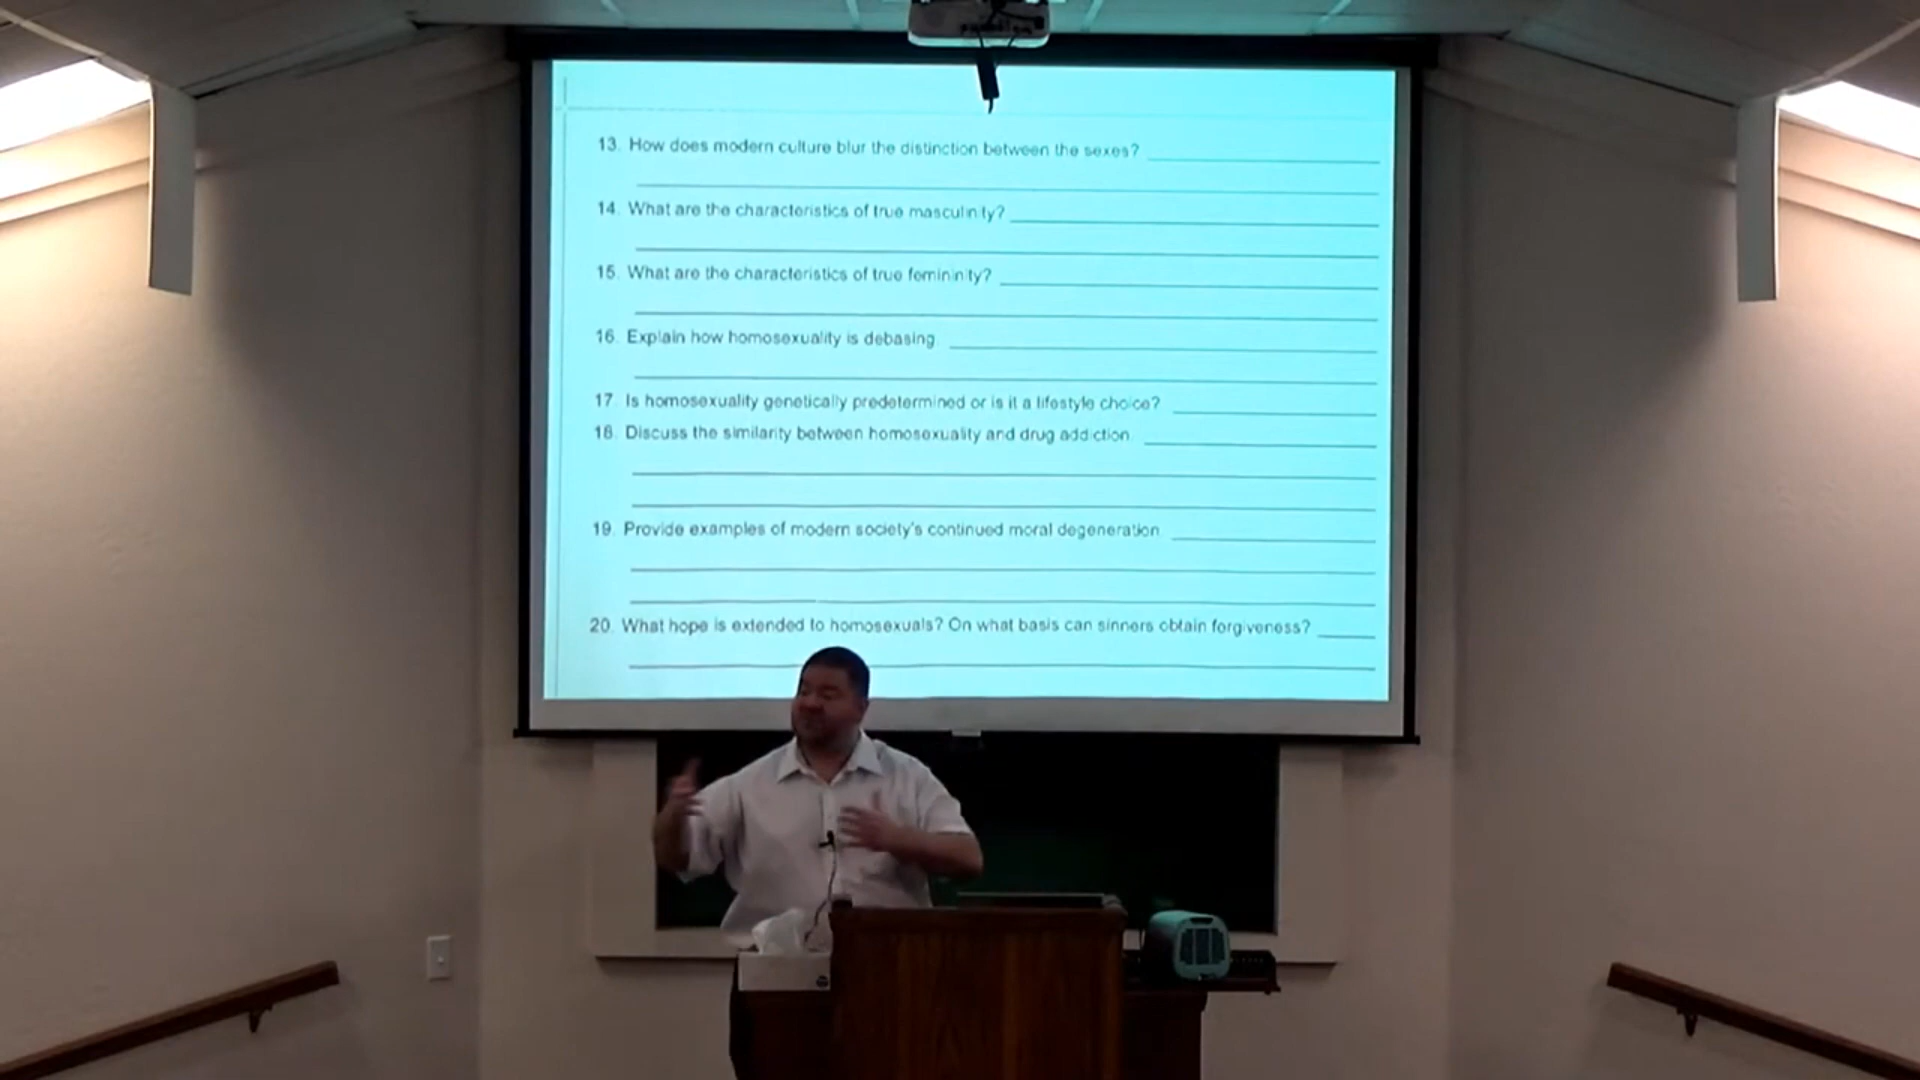 13. How does modern culture blur the distinction between the sexes?
14. What are the characteristics of true masculinity?
15. What are the characteristics of true femininity?
16. Explain how homosexuality is debasing.
17. Is homosexuality genetically predetermined or is it a lifestyle choice?
18. Discuss the similarity between homosexuality and drug addiction.
19. Provide examples of modern society's continued moral degeneration.
20. What hope is extended to homosexuals? On what basis can sinners obtain forgiveness?